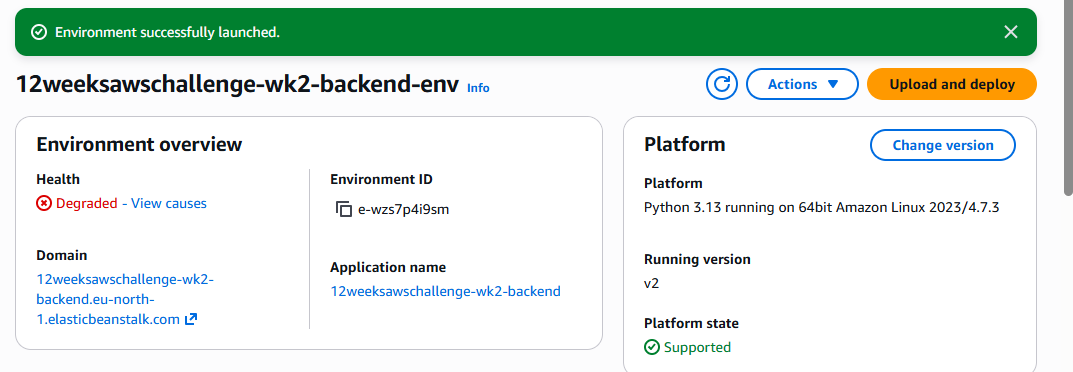 Environment successfully launched.
12weeksawschallenge-wk2-backend-env Info
Actions
Upload and deploy
Environment overview
Health
Degraded - View causes
Domain
12weeksawschallenge-wk2-
backend.eu-north-
1.elasticbeanstalk.com
Environment ID
e-wzs7p4i9sm
Application name
12weeksawschallenge-wk2-backend
Platform
Change version
Platform
Python 3.13 running on 64bit Amazon Linux 2023/4.7.3
Running version
v2
Platform state
Supported